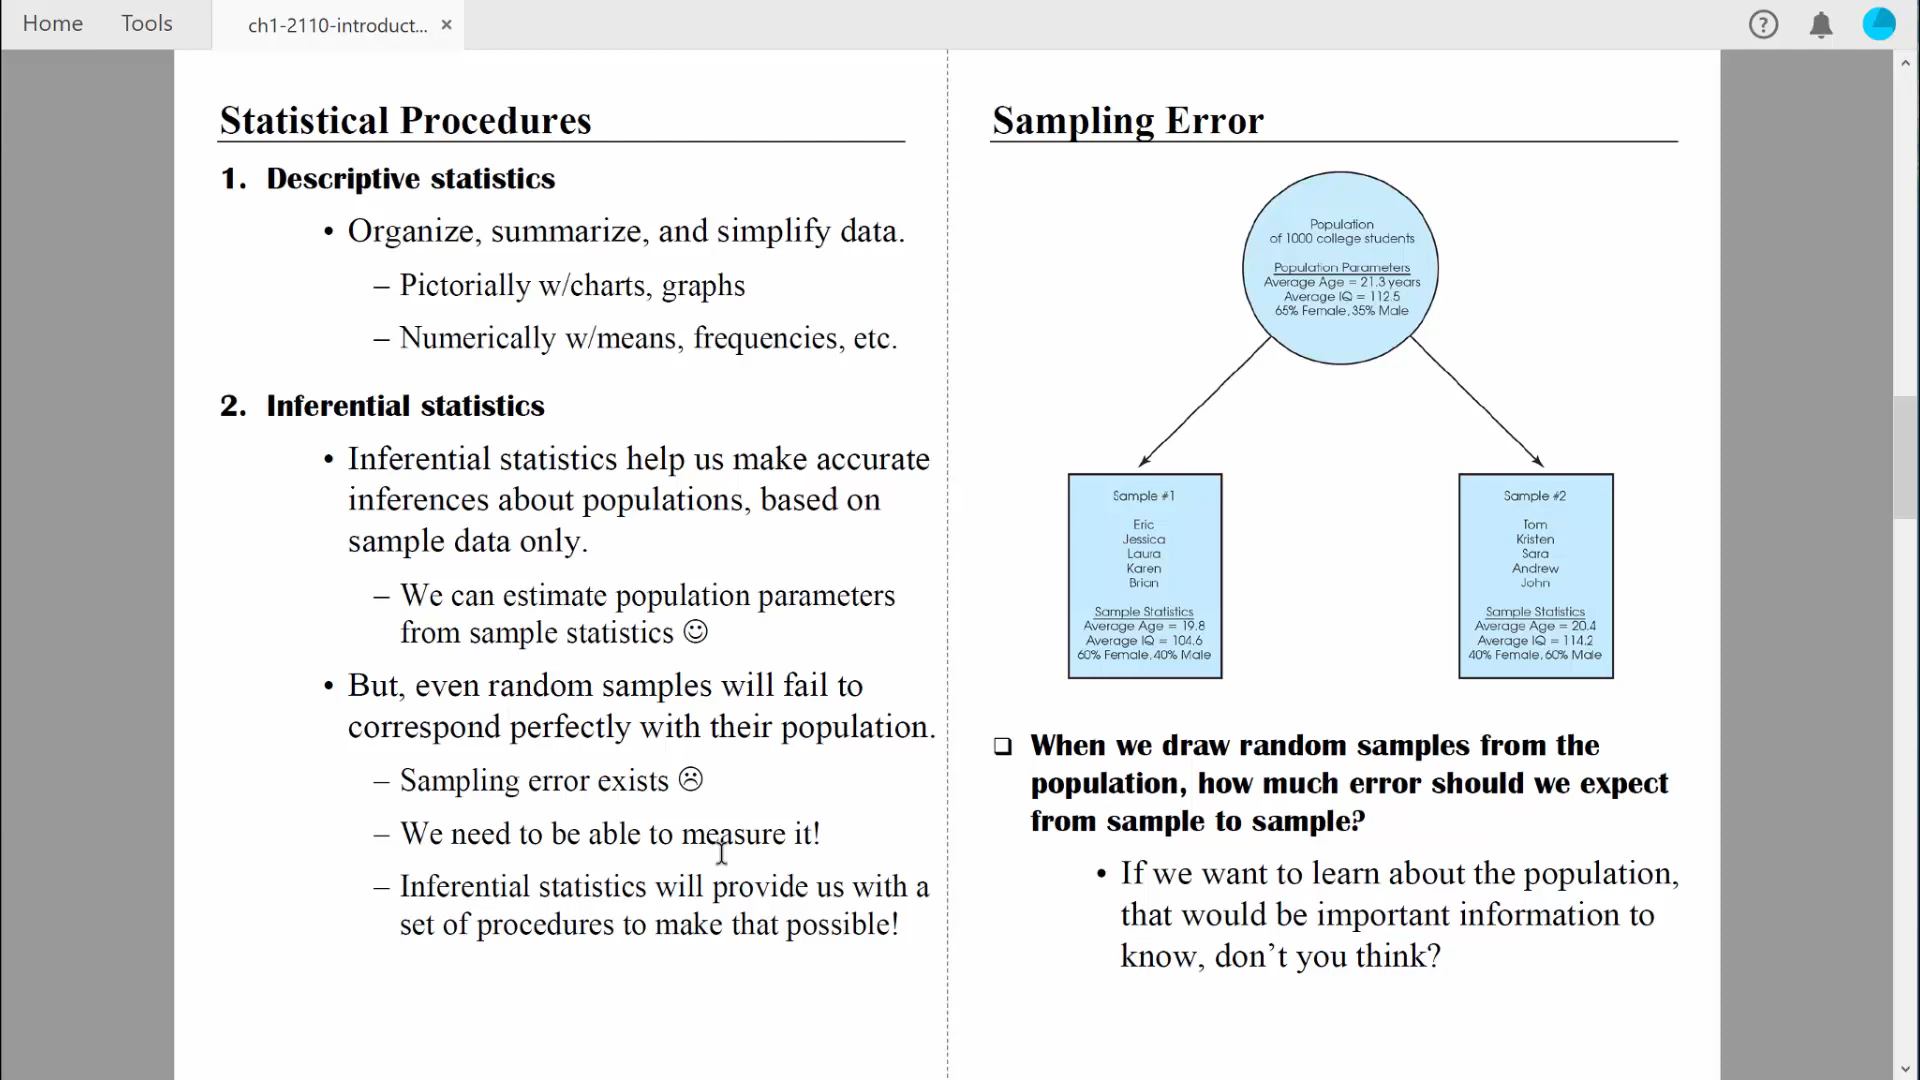 Home
Tools
ch1-2110-introduct...
Statistical Procedures
1. Descriptive statistics
• Organize, summarize, and simplify data.
– Pictorially w/charts, graphs
– Numerically w/means, frequencies, etc.
2. Inferential statistics
• Inferential statistics help us make accurate
inferences about populations, based on
sample data only.
– We can estimate population parameters
from sample statistics ☺
• But, even random samples will fail to
correspond perfectly with their population.
– Sampling error exists ☹
– We need to be able to measure it!
– Inferential statistics will provide us with a
set of procedures to make that possible!
Sampling Error
Population
of 1000 college students
Population Parameters
Average Age = 21.3 years
Average IQ = 112.5
65% Female, 35% Male
Sample #1
Eric
Jessica
Laura
Karen
Brian
Sample Statistics
Average Age = 19.8
Average IQ = 104.6
60% Female, 40% Male
Sample #2
Tom
Kristen
Sara
Andrew
John
Sample Statistics
Average Age = 20.4
Average IQ = 114.2
40% Female, 60% Male
❑ When we draw random samples from the
population, how much error should we expect
from sample to sample?
• If we want to learn about the population,
that would be important information to
know, don’t you think?